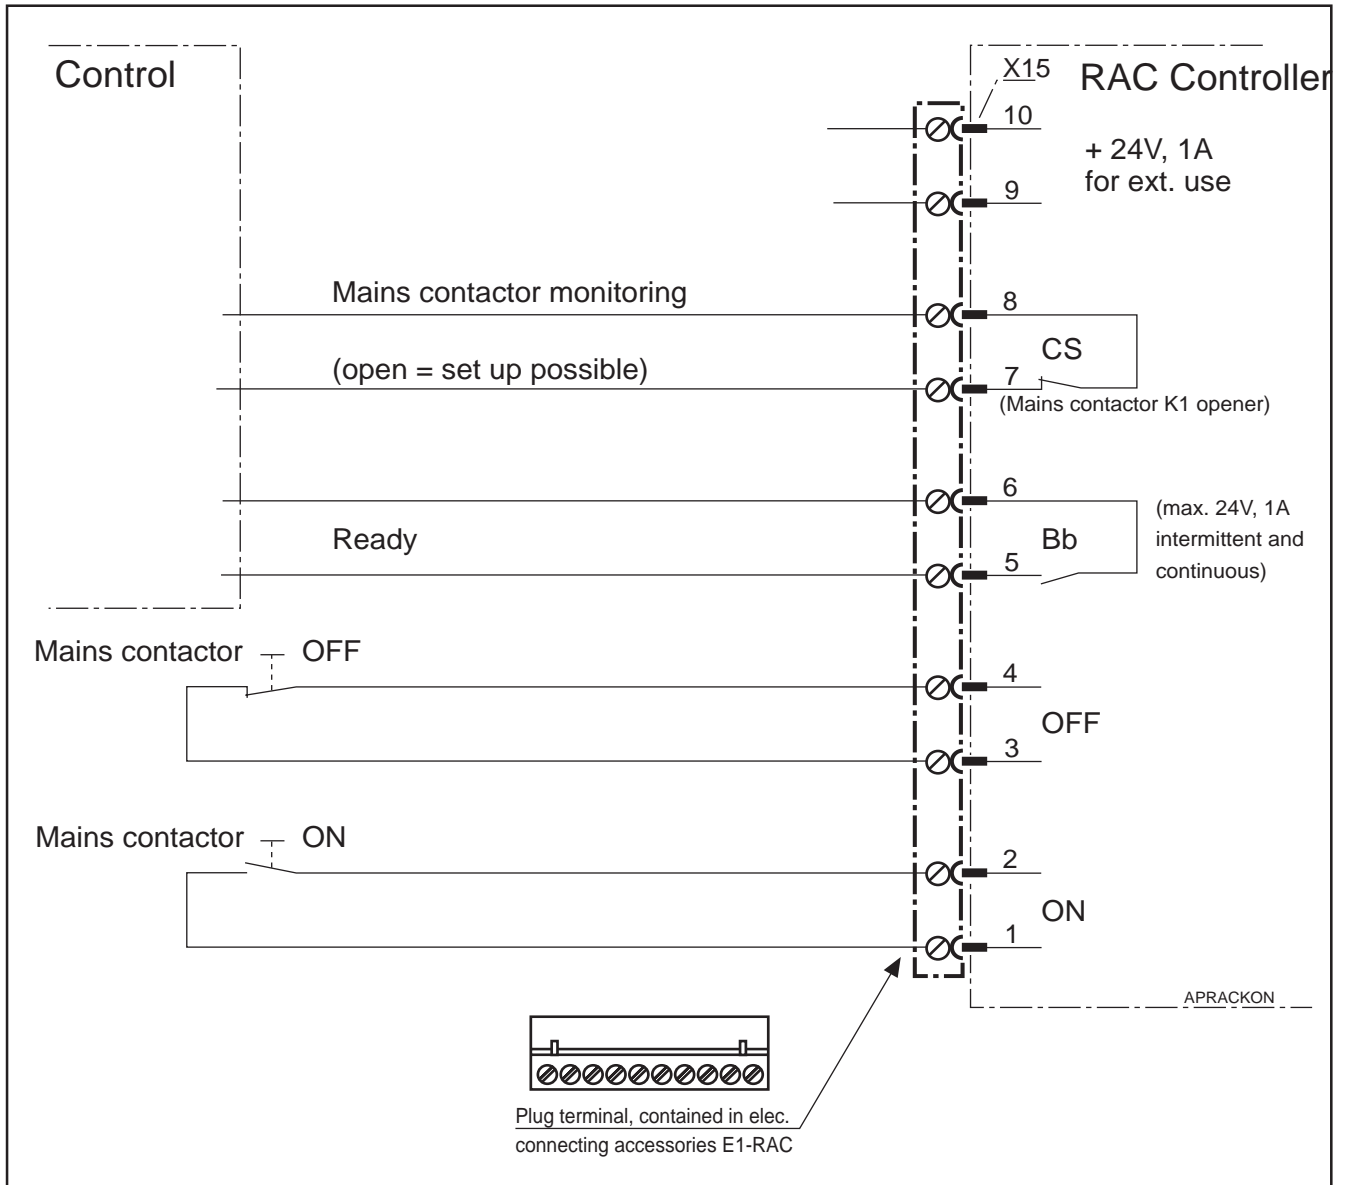 Control
X15
RAC Controller
10
+ 24V, 1A
for ext. use
9
Mains contactor monitoring
8
CS
(open = set up possible)
7
(Mains contactor K1 opener)
6
(max. 24V, 1A
Ready
Bb
intermittent and
5
continuous)
Mains contactor OFF
4
OFF
3
Mains contactor ON
2
ON
1
APRACKON
Plug terminal, contained in elec.
connecting accessories E1-RAC